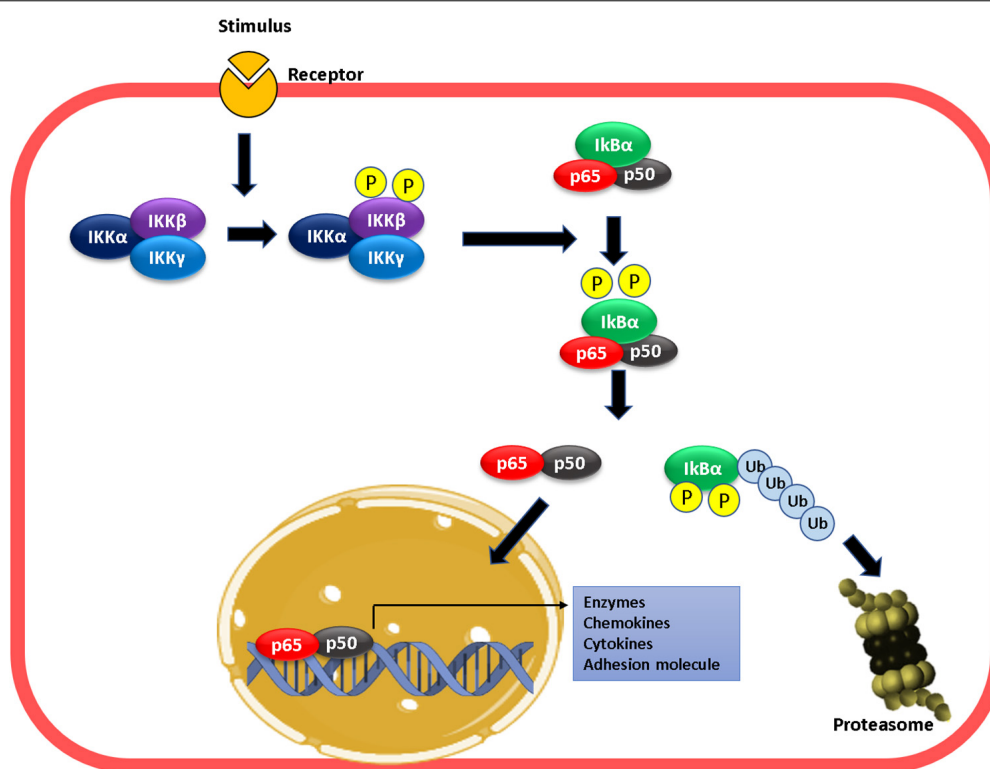 Stimulus
Receptor
IKKα
IKKβ
IKKγ
P
P
IKKα
IKKβ
IKKγ
IkBα
p65
p50
P
P
IkBα
p65
p50
p65
p50
IkBα
P
P
Ub
Ub
Ub
Ub
p65
p50
Enzymes
Chemokines
Cytokines
Adhesion molecule
Proteasome